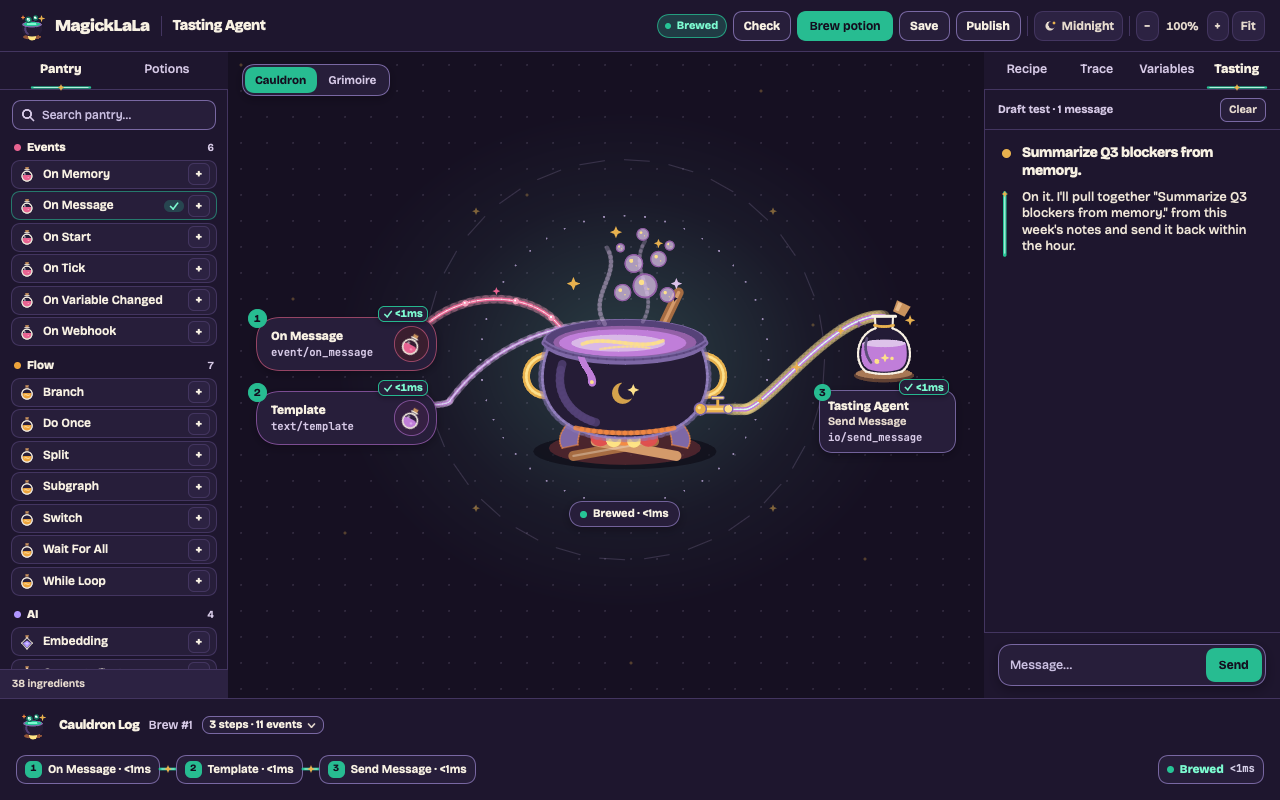 MagickLaLa
Tasting Agent
Brewed
Check
Brew potion
Save
Publish
Midnight
−
100%
+
Fit
Pantry
Potions
Search pantry...
Events
6
On Memory
+
On Message
+
On Start
+
On Tick
+
On Variable Changed
+
On Webhook
+
Flow
7
Branch
+
Do Once
+
Split
+
Subgraph
+
Switch
+
Wait For All
+
While Loop
+
AI
4
Embedding
+
38 ingredients
Cauldron
Grimoire
1
<1ms
On Message
event/on_message
2
<1ms
Template
text/template
3
<1ms
Tasting Agent
Send Message
io/send_message
Brewed · <1ms
Recipe
Trace
Variables
Tasting
Draft test · 1 message
Clear
Summarize Q3 blockers from
memory.
On it. I'll pull together "Summarize Q3
blockers from memory." from this
week's notes and send it back within
the hour.
Message...
Send
Cauldron Log
Brew #1
3 steps · 11 events
1 On Message · <1ms
2 Template · <1ms
3 Send Message · <1ms
Brewed <1ms